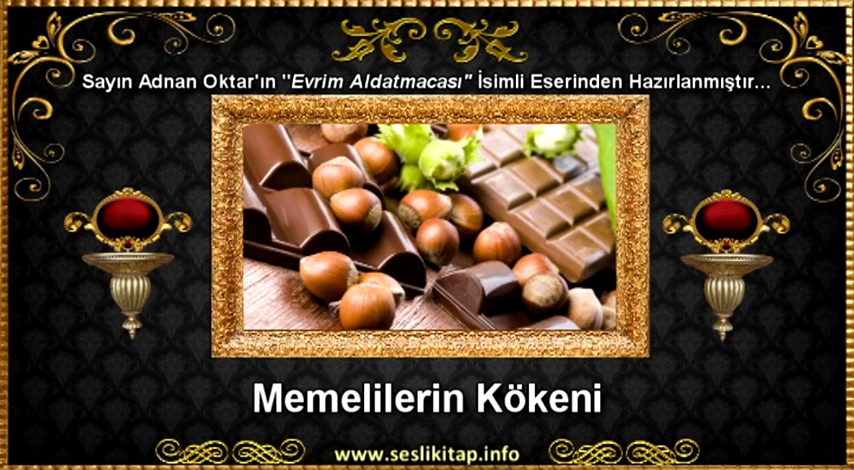 Sayın Adnan Oktar'ın "Evrim Aldatmacası" İsimli Eserinden Hazırlanmıştır...
Memelilerin Kökeni
www.seslikitap.info